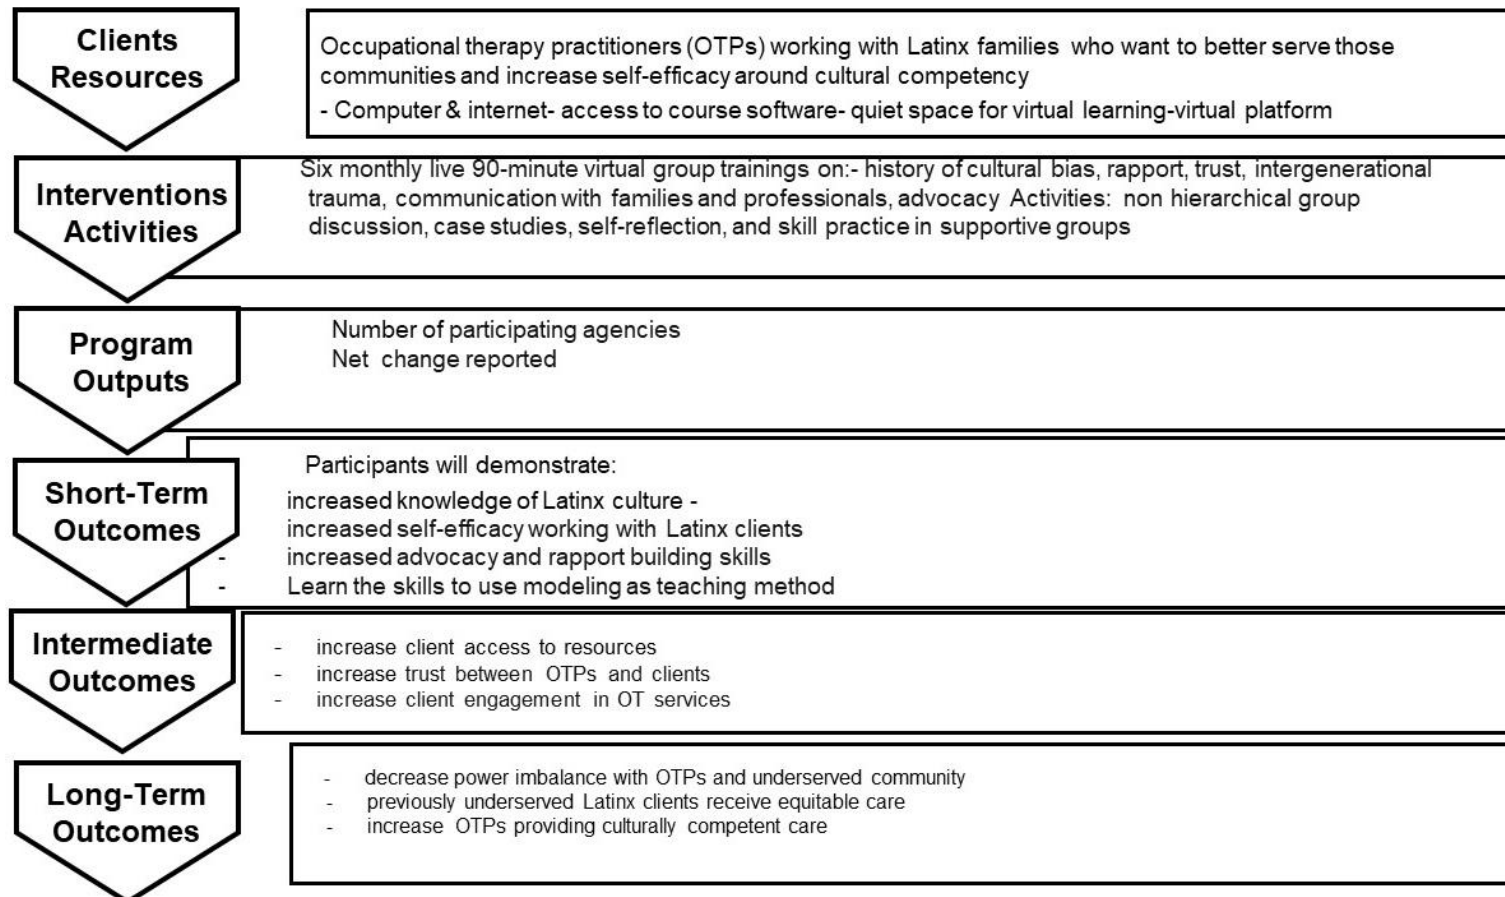 Clients
Resources
Occupational therapy practitioners (OTPs) working with Latinx families who want to better serve those
communities and increase self-efficacy around cultural competency
- Computer & internet- access to course software- quiet space for virtual learning-virtual platform
Interventions
Activities
Six monthly live 90-minute virtual group trainings on:- history of cultural bias, rapport, trust, intergenerational
trauma, communication with families and professionals, advocacy Activities: non hierarchical group
discussion, case studies, self-reflection, and skill practice in supportive groups
Program
Outputs
Number of participating agencies
Net change reported
Short-Term
Outcomes
Participants will demonstrate:
increased knowledge of Latinx culture -
increased self-efficacy working with Latinx clients
- increased advocacy and rapport building skills
- Learn the skills to use modeling as teaching method
Intermediate
Outcomes
- increase client access to resources
- increase trust between OTPs and clients
- increase client engagement in OT services
Long-Term
Outcomes
- decrease power imbalance with OTPs and underserved community
- previously underserved Latinx clients receive equitable care
- increase OTPs providing culturally competent care